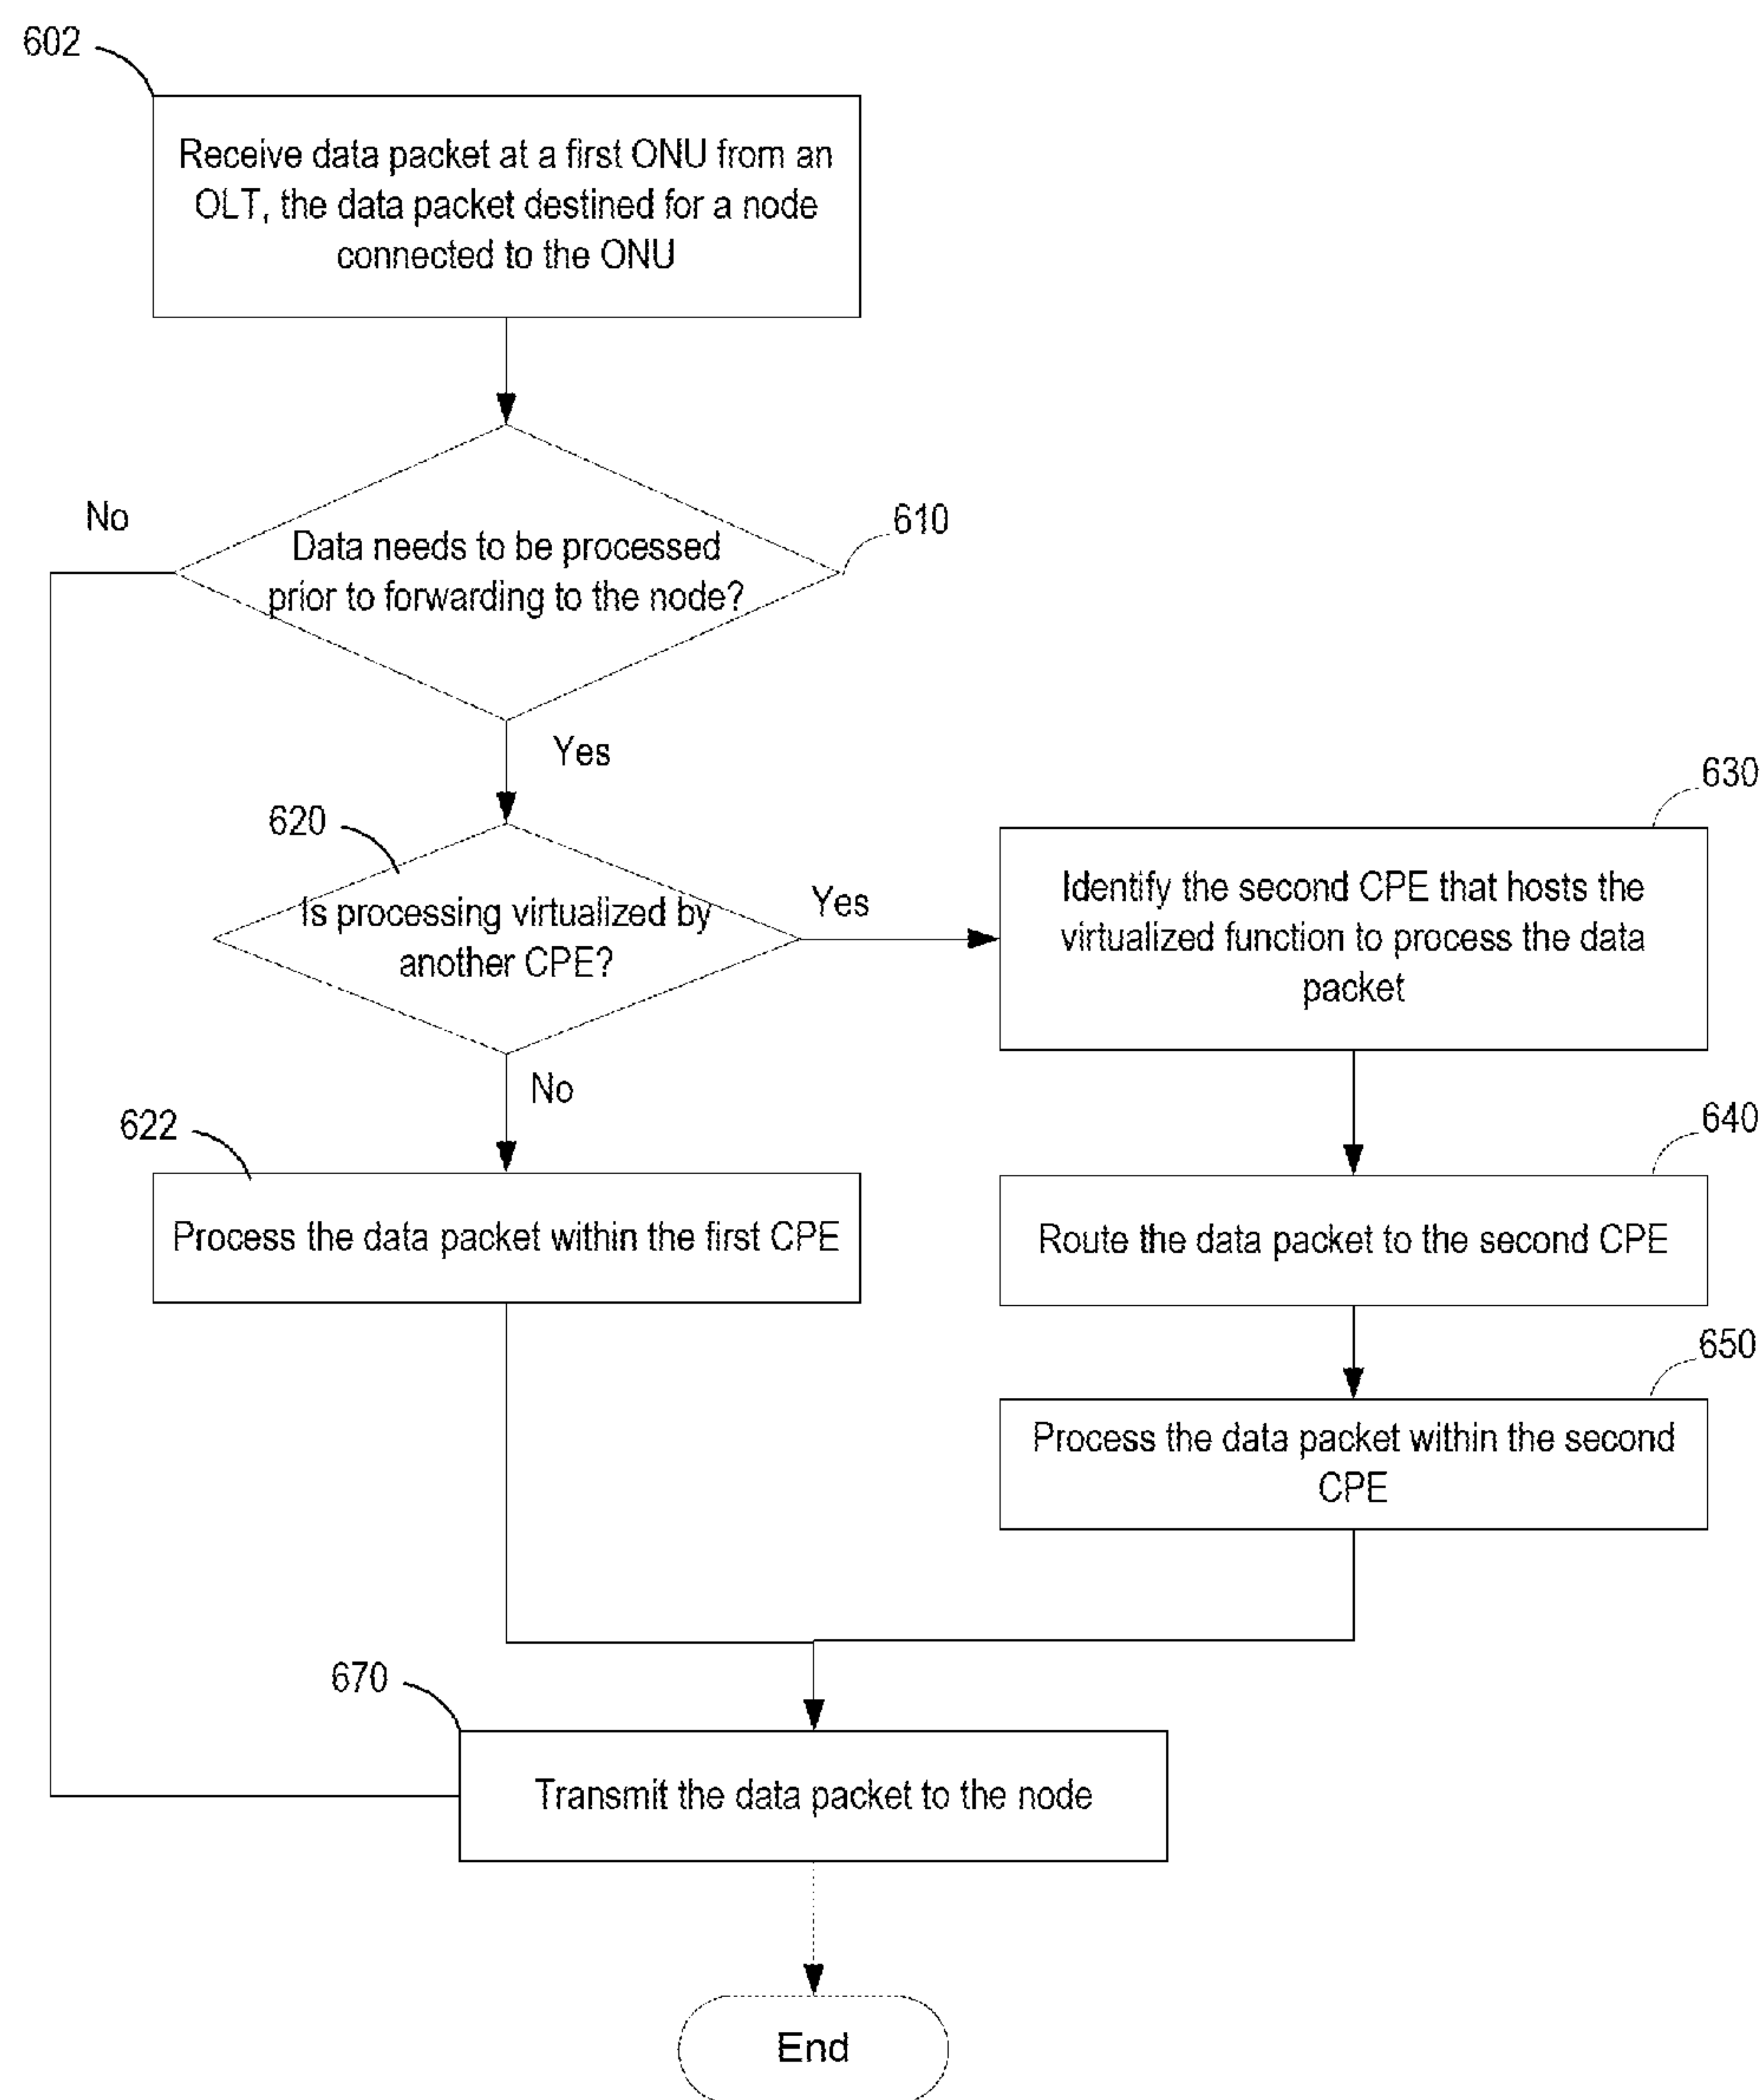 602
Receive data packet at a first ONU from an
OLT, the data packet destined for a node
connected to the ONU
No
610
Data needs to be processed
prior to forwarding to the node?
Yes
620
Is processing virtualized by
another CPE?
Yes
630
Identify the second CPE that hosts the
virtualized function to process the data
packet
No
622
Process the data packet within the first CPE
640
Route the data packet to the second CPE
650
Process the data packet within the second
CPE
670
Transmit the data packet to the node
End